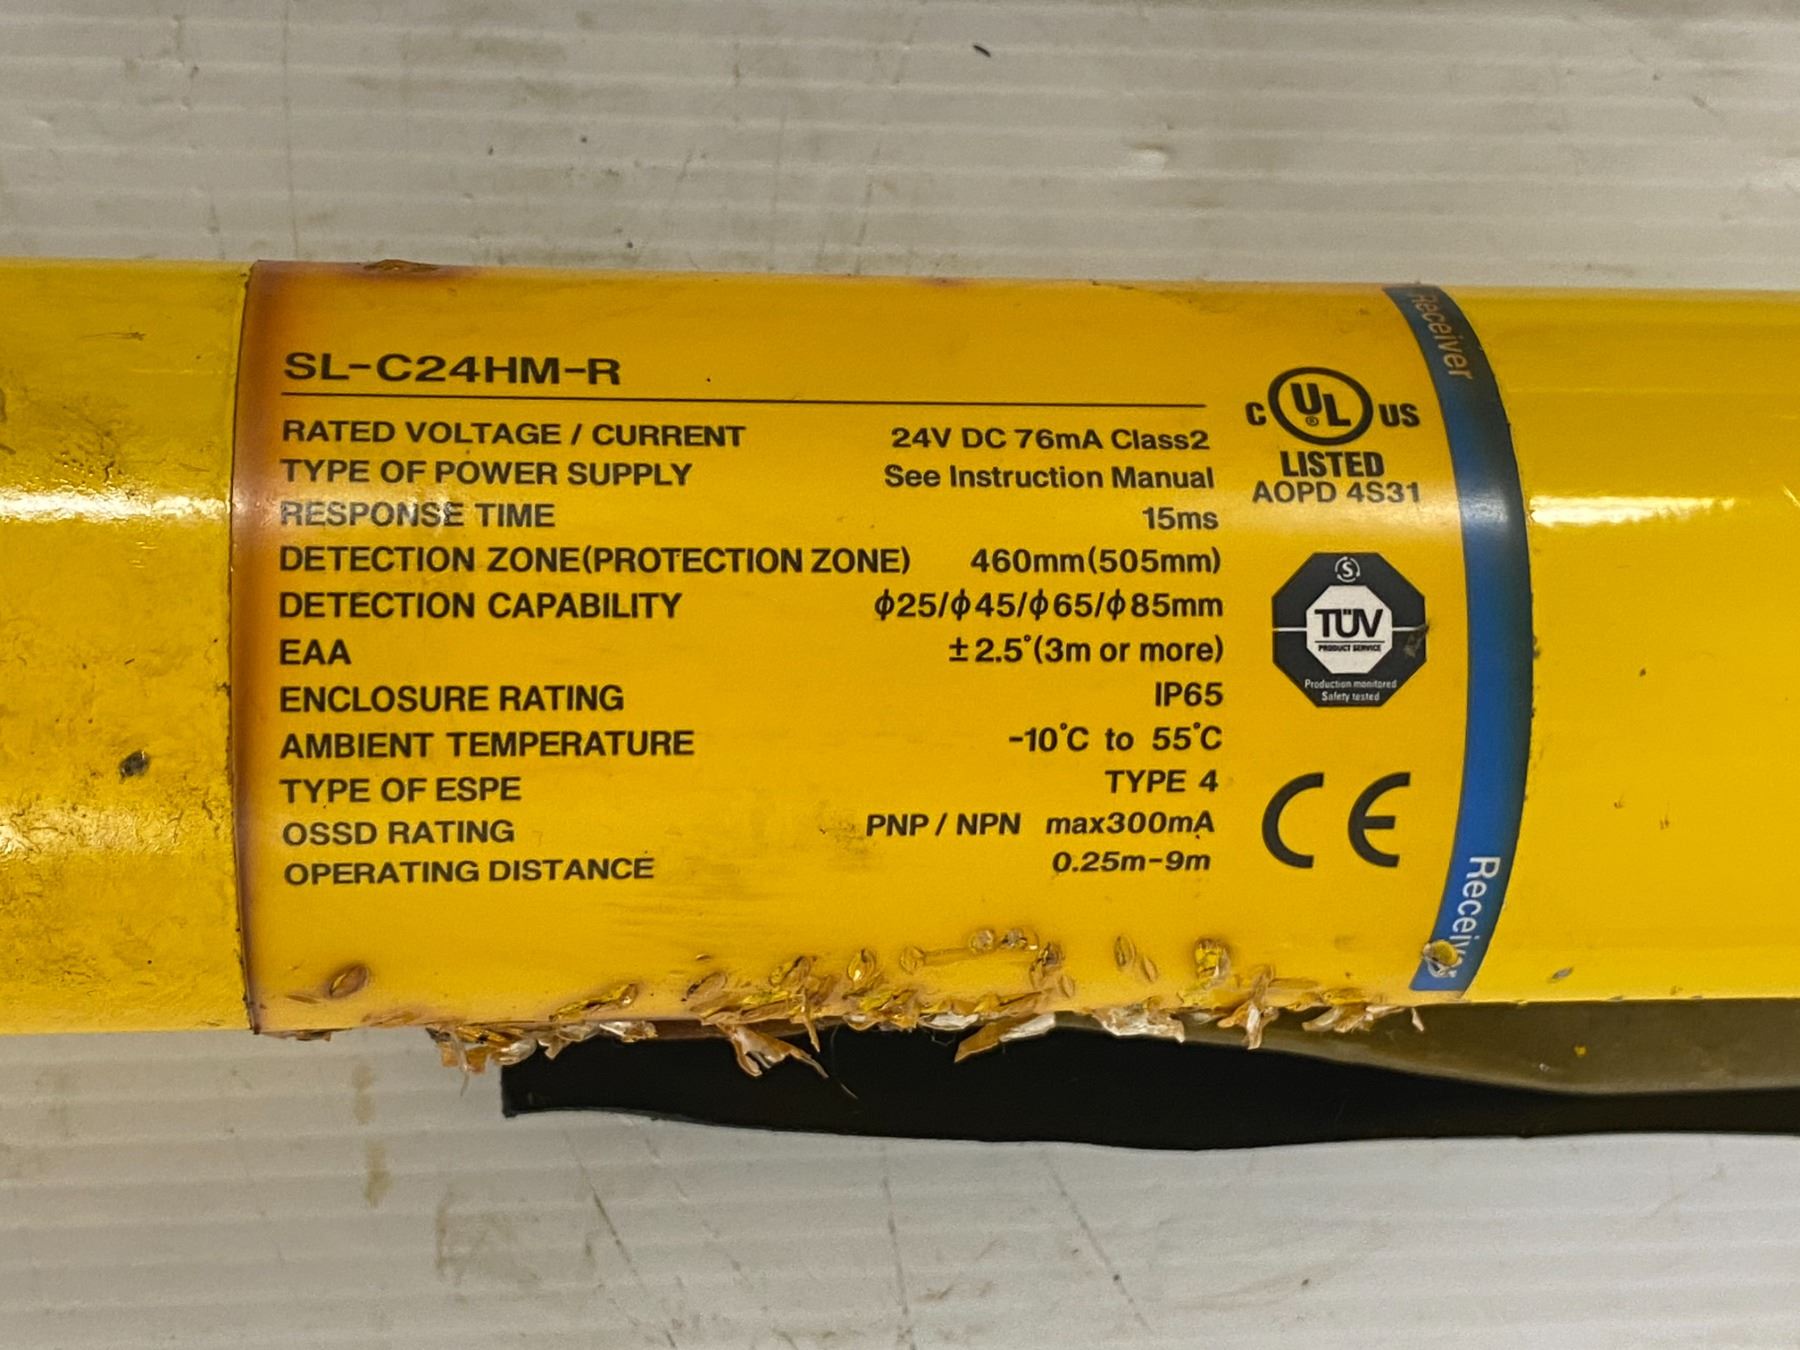 SL-C24HM-R
RATED VOLTAGE / CURRENT 24V DC 76mA Class2
TYPE OF POWER SUPPLY See Instruction Manual
RESPONSE TIME 15ms
DETECTION ZONE(PROTECTION ZONE) 460mm(505mm)
DETECTION CAPABILITY ϕ25/ϕ45/ϕ65/ϕ85mm
EAA ±2.5°(3m or more)
ENCLOSURE RATING IP65
AMBIENT TEMPERATURE -10°C to 55°C
TYPE OF ESPE TYPE 4
OSSD RATING PNP / NPN max300mA
OPERATING DISTANCE 0.25m-9m
C UL ® US
LISTED
AOPD 4S31
S
TÜV
PRODUCT SERVICE
Production monitored
Safety tested
CE
Receiver
Receiver